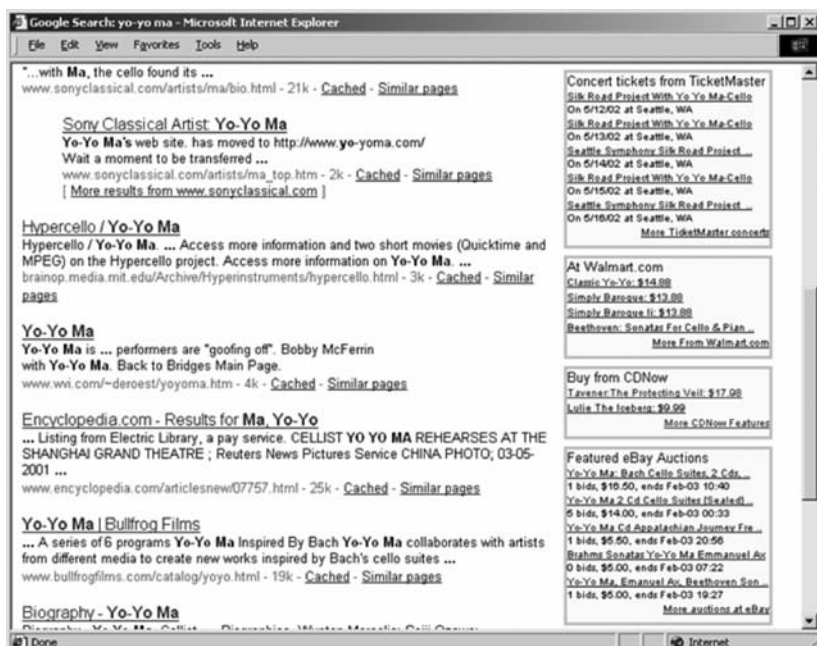 Google Search: yo-yo ma - Microsoft Internet Explorer
File Edit View Favorites Tools Help
"...with Ma, the cello found its ...
www.sonyclassical.com/artists/ma/bio.html - 21k - Cached - Similar pages
Sony Classical Artist: Yo-Yo Ma
Yo-Yo Ma's web site. has moved to http://www.yo-yoma.com/
Wait a moment to be transferred ...
www.sonyclassical.com/artists/ma_top.htm - 2k - Cached - Similar pages
[ More results from www.sonyclassical.com ]
Hypercello / Yo-Yo Ma
Hypercello / Yo-Yo Ma. ... Access more information and two short movies (Quicktime and
MPEG) on the Hypercello project. Access more information on Yo-Yo Ma. ...
brainop.media.mit.edu/Archive/Hyperinstruments/hypercello.html - 3k - Cached - Similar
pages
Yo-Yo Ma
Yo-Yo Ma is ... performers are "goofing off". Bobby McFerrin
with Yo-Yo Ma. Back to Bridges Main Page.
www.wvi.com/~deroest/yoyoma.htm - 4k - Cached - Similar pages
Encyclopedia.com - Results for Ma, Yo-Yo
... Listing from Electric Library, a pay service. CELLIST YO YO MA REHEARSES AT THE
SHANGHAI GRAND THEATRE ; Reuters News Pictures Service CHINA PHOTO; 03-05-
2001 ...
www.encyclopedia.com/articlesnew/07757.html - 25k - Cached - Similar pages
Yo-Yo Ma | Bullfrog Films
... A series of 6 programs Yo-Yo Ma Inspired By Bach Yo-Yo Ma collaborates with artists
from different media to create new works inspired by Bach's cello suites ...
www.bullfrogfilms.com/catalog/yoyo.html - 19k - Cached - Similar pages
Biography - Yo-Yo Ma
Concert tickets from TicketMaster
Silk Road Project With Yo Yo Ma-Cello
On 5/12/02 at Seattle, WA
Silk Road Project With Yo Yo Ma-Cello
On 5/13/02 at Seattle, WA
Seattle Symphony Silk Road Project ...
On 5/14/02 at Seattle, WA
Silk Road Project With Yo Yo Ma-Cello
On 5/15/02 at Seattle, WA
Seattle Symphony Silk Road Project ...
On 5/16/02 at Seattle, WA
More TicketMaster concerts
At Walmart.com
Classic Yo-Yo: $14.88
Simply Baroque: $13.88
Simply Baroque Ii: $13.88
Beethoven: Sonatas For Cello & Pian ...
More From Walmart.com
Buy from CDNow
Tavener:The Protecting Veil: $17.98
Lulie The Iceberg: $9.99
More CDNow Features
Featured eBay Auctions
Yo-Yo Ma: Bach Cello Suites, 2 Cds, ...
1 bids, $16.50, ends Feb-03 10:40
Yo-Yo Ma 2 Cd Cello Suites (Sealed) ...
5 bids, $14.00, ends Feb-03 00:33
Yo-Yo Ma Cd Appalachian Journey Fre ...
1 bids, $5.50, ends Feb-03 20:56
Brahms Sonatas Yo-Yo Ma Emmanuel Ax
0 bids, $5.00, ends Feb-03 07:22
Yo-Yo Ma, Emanuel Ax, Beethoven Son ...
1 bids, $5.00, ends Feb-03 19:27
More auctions at eBay
Done
Internet